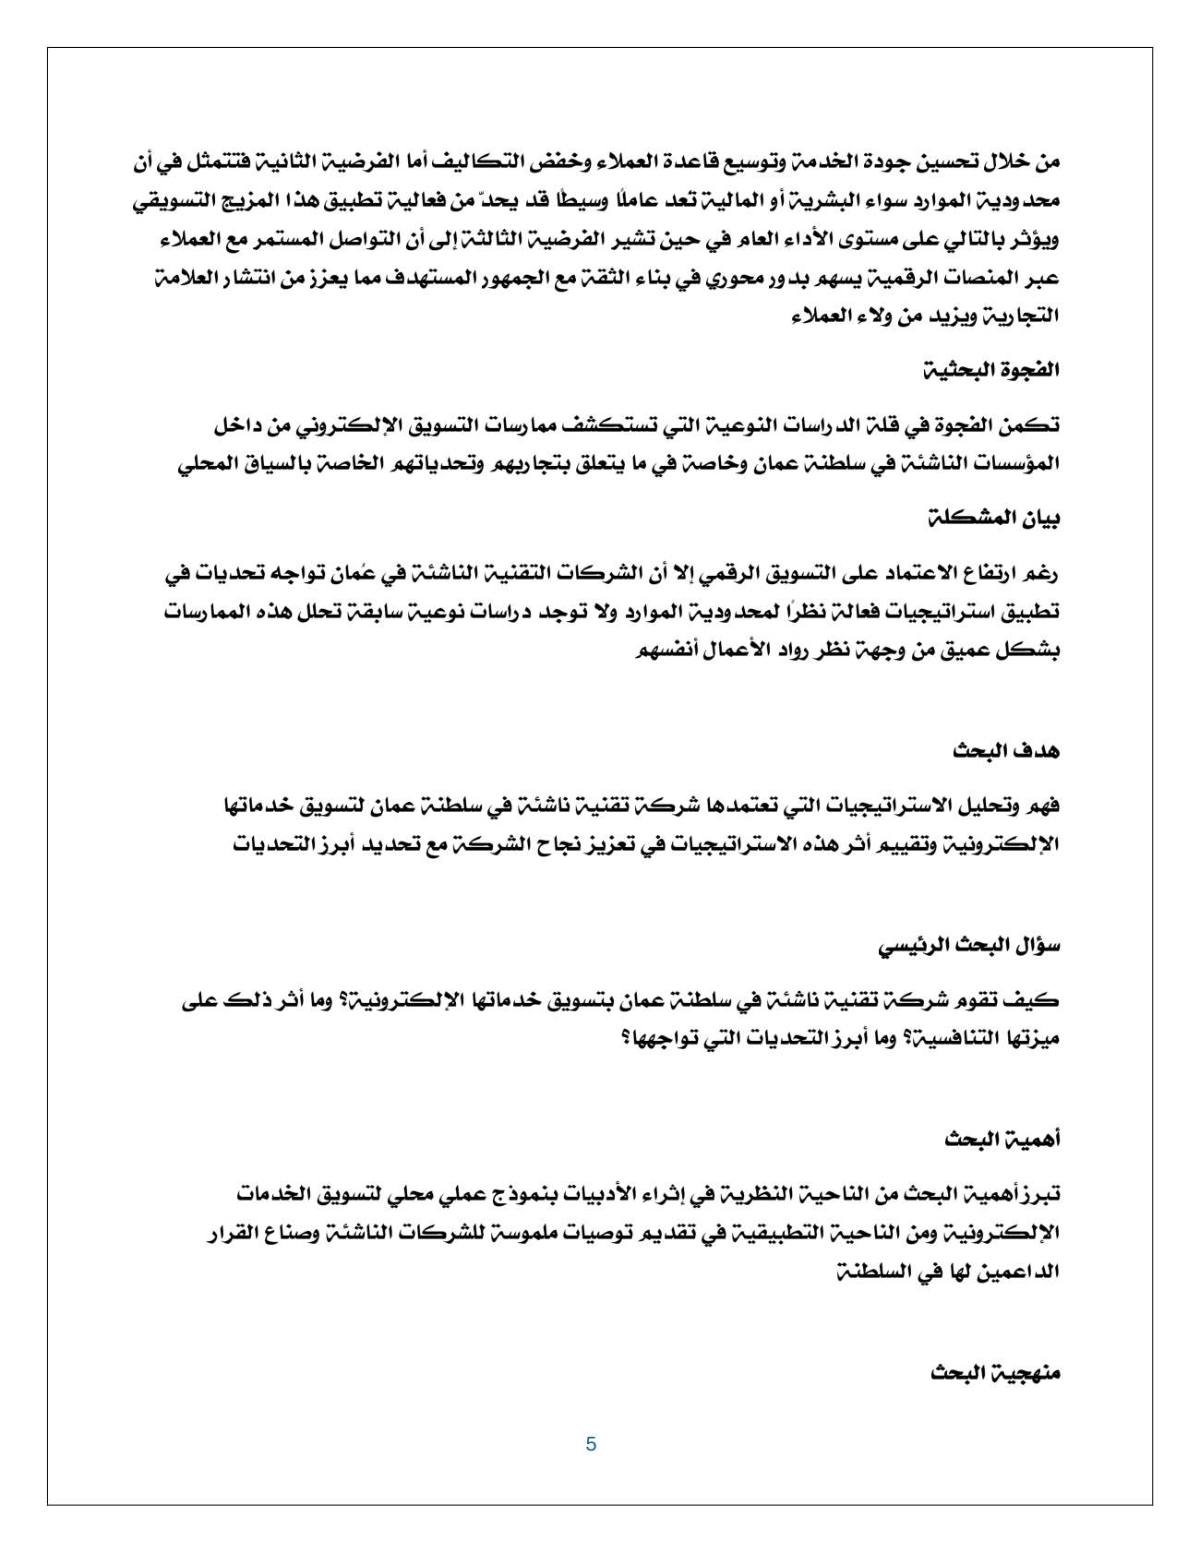 من خلال تحسين جودة الخدمة وتوسيع قاعدة العملاء وخفض التكاليف أما الفرضية الثانية فتتمثل في أن
محدودية الموارد سواء البشرية أو المالية تعد عاملًا وسيطًا قد يحدّ من فعالية تطبيق هذا المزيج التسويقي
ويؤثر بالتالي على مستوى الأداء العام في حين تشير الفرضية الثالثة إلى أن التواصل المستمر مع العملاء
عبر المنصات الرقمية يسهم بدور محوري في بناء الثقة مع الجمهور المستهدف مما يعزز من انتشار العلامة
التجارية ويزيد من ولاء العملاء
الفجوة البحثية
تكمن الفجوة في قلة الدراسات النوعية التي تستكشف ممارسات التسويق الإلكتروني من داخل
المؤسسات الناشئة في سلطنة عمان وخاصة في ما يتعلق بتجاربهم وتحدياتهم الخاصة بالسياق المحلي
بيان المشكلة
رغم ارتفاع الاعتماد على التسويق الرقمي إلا أن الشركات التقنية الناشئة في عُمان تواجه تحديات في
تطبيق استراتيجيات فعالة نظرًا لمحدودية الموارد ولا توجد دراسات نوعية سابقة تحلل هذه الممارسات
بشكل عميق من وجهة نظر رواد الأعمال أنفسهم
هدف البحث
فهم وتحليل الاستراتيجيات التي تعتمدها شركة تقنية ناشئة في سلطنة عمان لتسويق خدماتها
الإلكترونية وتقييم أثر هذه الاستراتيجيات في تعزيز نجاح الشركة مع تحديد أبرز التحديات
سؤال البحث الرئيسي
كيف تقوم شركة تقنية ناشئة في سلطنة عمان بتسويق خدماتها الإلكترونية؟ وما أثر ذلك على
ميزتها التنافسية؟ وما أبرز التحديات التي تواجهها؟
أهمية البحث
تبرز أهمية البحث من الناحية النظرية في إثراء الأدبيات بنموذج عملي محلي لتسويق الخدمات
الإلكترونية ومن الناحية التطبيقية في تقديم توصيات ملموسة للشركات الناشئة وصناع القرار
الداعمين لها في السلطنة
منهجية البحث
5